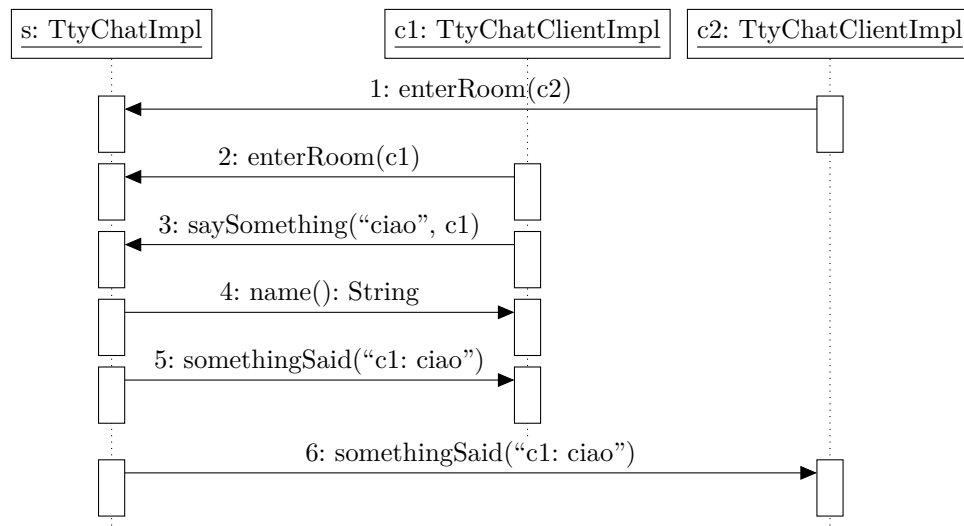 s: TtyChatImpl
c1: TtyChatClientImpl
c2: TtyChatClientImpl
1: enterRoom(c2)
2: enterRoom(c1)
3: saySomething(“ciao”, c1)
4: name(): String
5: somethingSaid(“c1: ciao”)
6: somethingSaid(“c1: ciao”)